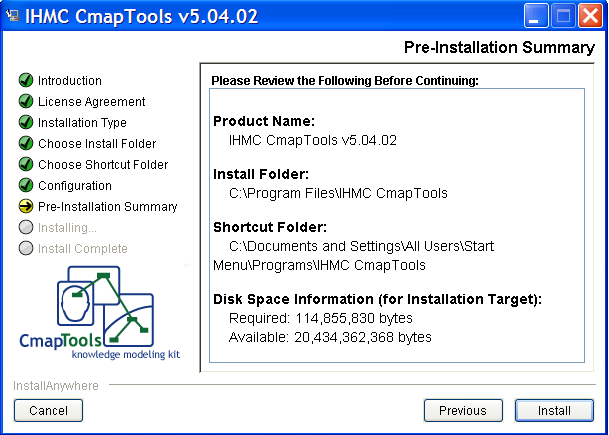 IHMC CmapTools v5.04.02
Pre-Installation Summary
Introduction
License Agreement
Installation Type
Choose Install Folder
Choose Shortcut Folder
Configuration
Pre-Installation Summary
Installing...
Install Complete
CmapTools
knowledge modeling kit
Please Review the Following Before Continuing:
Product Name:
IHMC CmapTools v5.04.02
Install Folder:
C:\Program Files\IHMC CmapTools
Shortcut Folder:
C:\Documents and Settings\All Users\Start
Menu\Programs\IHMC CmapTools
Disk Space Information (for Installation Target):
Required: 114,855,830 bytes
Available: 20,434,362,368 bytes
InstallAnywhere
Cancel
Previous
Install